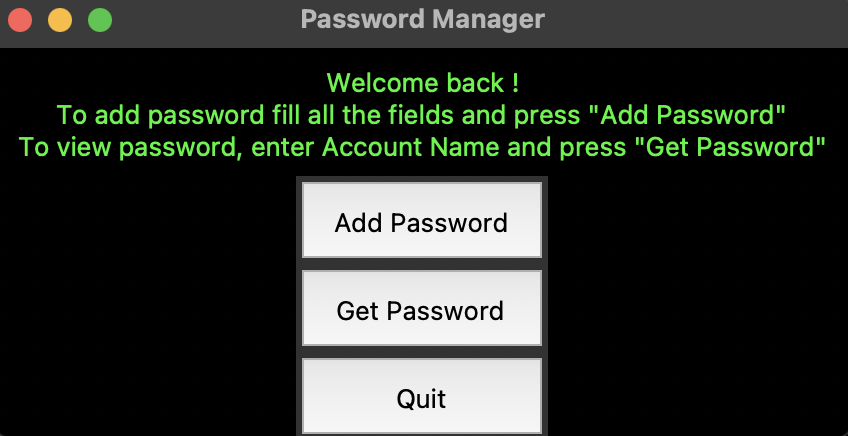 Password Manager
Welcome back !
To add password fill all the fields and press "Add Password"
To view password, enter Account Name and press "Get Password"
Add Password
Get Password
Quit